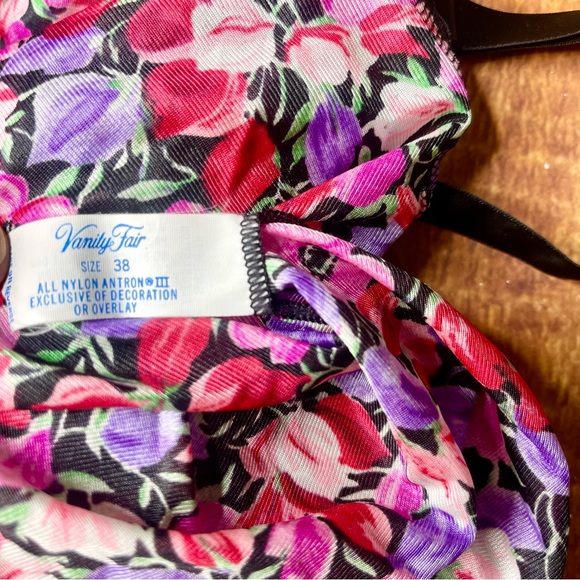 Vanity Fair
SIZE 38
ALL NYLON ANTRON® III
EXCLUSIVE OF DECORATION
OR OVERLAY